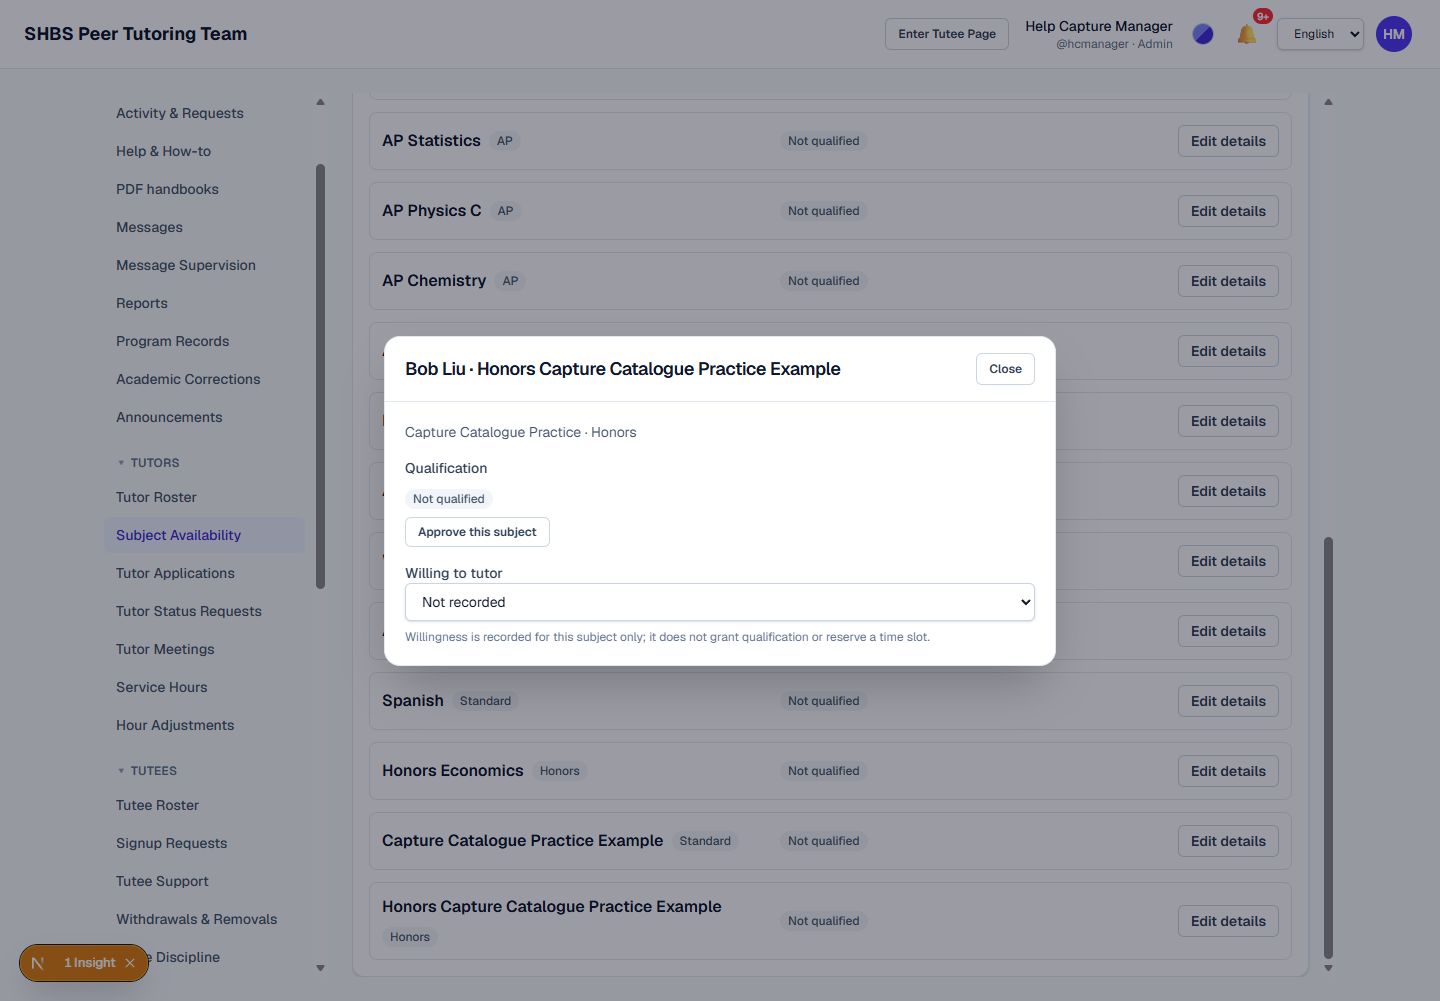 SHBS Peer Tutoring Team
Enter Tutee Page
Help Capture Manager
@hcmanager · Admin
9+
English
HM
Activity & Requests
Help & How-to
PDF handbooks
Messages
Message Supervision
Reports
Program Records
Academic Corrections
Announcements
TUTORS
Tutor Roster
Subject Availability
Tutor Applications
Tutor Status Requests
Tutor Meetings
Service Hours
Hour Adjustments
TUTEES
Tutee Roster
Signup Requests
Tutee Support
Withdrawals & Removals
e Discipline
N 1 Insight
AP Statistics AP Not qualified Edit details
AP Physics C AP Not qualified Edit details
AP Chemistry AP Not qualified Edit details
Edit details
Edit details
Edit details
Edit details
Edit details
Bob Liu · Honors Capture Catalogue Practice Example
Close
Capture Catalogue Practice · Honors
Qualification
Not qualified
Approve this subject
Willing to tutor
Not recorded
Willingness is recorded for this subject only; it does not grant qualification or reserve a time slot.
Spanish Standard Not qualified Edit details
Honors Economics Honors Not qualified Edit details
Capture Catalogue Practice Example Standard Not qualified Edit details
Honors Capture Catalogue Practice Example
Honors
Not qualified Edit details